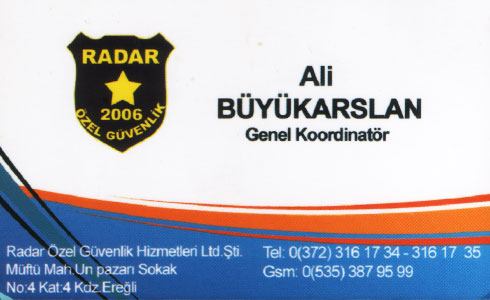 RADAR
2006
ÖZEL GÜVENLİK
Ali
BÜYÜKARSLAN
Genel Koordinatör
Radar Özel Güvenlik Hizmetleri Ltd.Şti.
Müftü Mah.Un pazarı Sokak
No:4 Kat:4 Kdz.Ereğli
Tel: 0(372) 316 17 34 - 316 17 35
Gsm: 0(535) 387 95 99